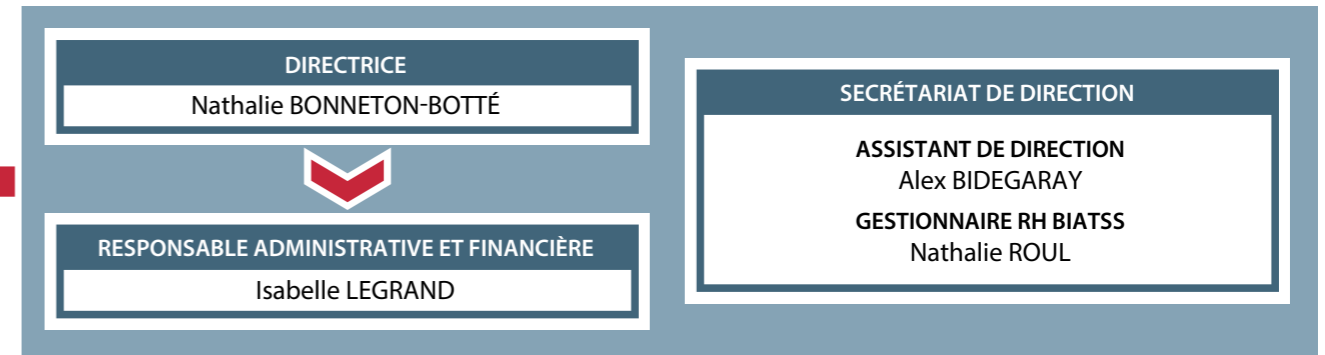 DIRECTRICE
Nathalie BONNETON-BOTTÉ
RESPONSABLE ADMINISTRATIVE ET FINANCIÈRE
Isabelle LEGRAND
SECRÉTARIAT DE DIRECTION
ASSISTANT DE DIRECTION
Alex BIDEGARAY
GESTIONNAIRE RH BIATSS
Nathalie ROUL